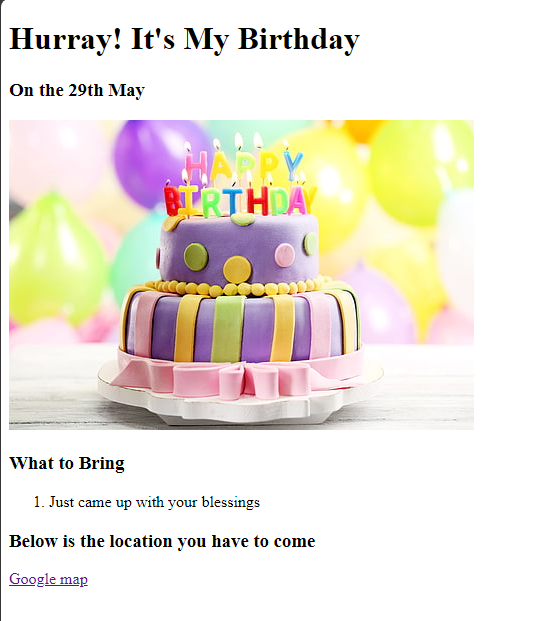 Hurray! It's My Birthday
On the 29th May
HAPPY
BIRTHDAY
What to Bring
1. Just came up with your blessings
Below is the location you have to come
Google map